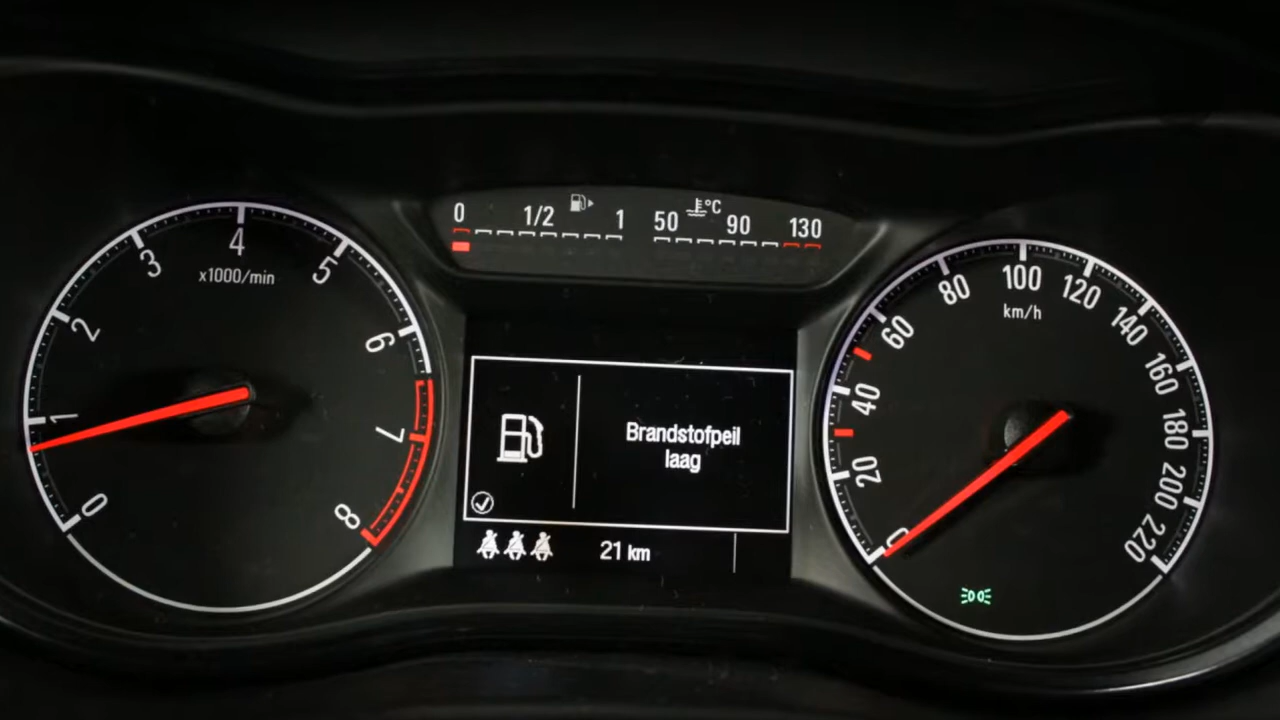 0 1/2 1 50 °C 90 130
0 1 2 3 4 5 6 7 8
x1000/min
Brandstofpeil
laag
21 km
0 20 40 60 80 100 120 140 160 180 200 220
km/h